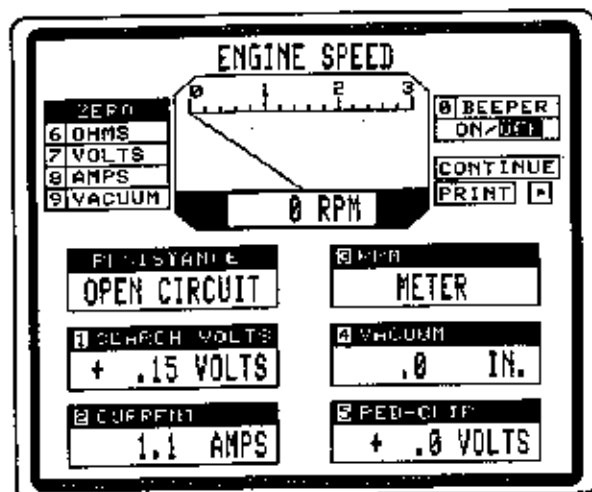 ENGINE SPEED
0 1 2 3
0 RPM
ZERO
6 OHMS
7 VOLTS
8 AMPS
9 VACUUM
0 BEEPER
ON/OFF
CONTINUE
PRINT P
RESISTANCE
OPEN CIRCUIT
1 SEARCH VOLTS
+ .15 VOLTS
2 CURRENT
1.1 AMPS
3 RPM
METER
4 VACUUM
.0 IN.
5 RED-CLIP
+ .0 VOLTS